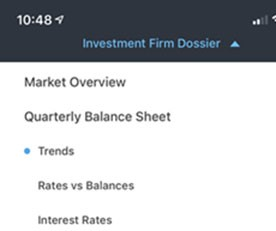 10:48
Investment Firm Dossier
Market Overview
Quarterly Balance Sheet
Trends
Rates vs Balances
Interest Rates